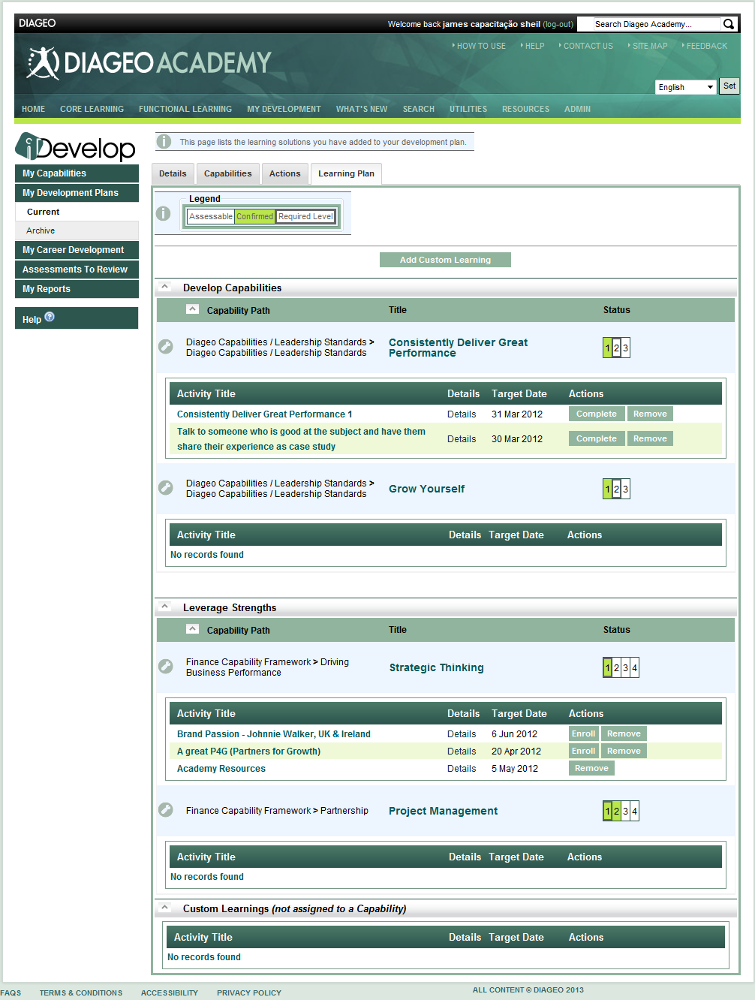 DIAGEO
Welcome back james capacitação sheil (log-out)
Search Diageo Academy...
HOW TO USE HELP CONTACT US SITE MAP FEEDBACK
DIAGEO ACADEMY
English Set
HOME CORE LEARNING FUNCTIONAL LEARNING MY DEVELOPMENT WHAT'S NEW SEARCH UTILITIES RESOURCES ADMIN
iDevelop
My Capabilities
My Development Plans
Current
Archive
My Career Development
Assessments To Review
My Reports
Help ?
This page lists the learning solutions you have added to your development plan.
Details Capabilities Actions Learning Plan
Legend
Assessable Confirmed Required Level
Add Custom Learning
Develop Capabilities
Capability Path Title Status
Diageo Capabilities / Leadership Standards >
Diageo Capabilities / Leadership Standards
Consistently Deliver Great
Performance
1 2 3
Activity Title Details Target Date Actions
Consistently Deliver Great Performance 1 Details 31 Mar 2012 Complete Remove
Talk to someone who is good at the subject and have them
share their experience as case study
Details 30 Mar 2012 Complete Remove
Diageo Capabilities / Leadership Standards >
Diageo Capabilities / Leadership Standards
Grow Yourself
1 2 3
Activity Title Details Target Date Actions
No records found
Leverage Strengths
Capability Path Title Status
Finance Capability Framework > Driving
Business Performance
Strategic Thinking
1 2 3 4
Activity Title Details Target Date Actions
Brand Passion - Johnnie Walker, UK & Ireland Details 6 Jun 2012 Enroll Remove
A great P4G (Partners for Growth) Details 20 Apr 2012 Enroll Remove
Academy Resources Details 5 May 2012 Remove
Finance Capability Framework > Partnership Project Management 1 2 3 4
Activity Title Details Target Date Actions
No records found
Custom Learnings (not assigned to a Capability)
Activity Title Details Target Date Actions
No records found
FAQS TERMS & CONDITIONS ACCESSIBILITY PRIVACY POLICY ALL CONTENT © DIAGEO 2013